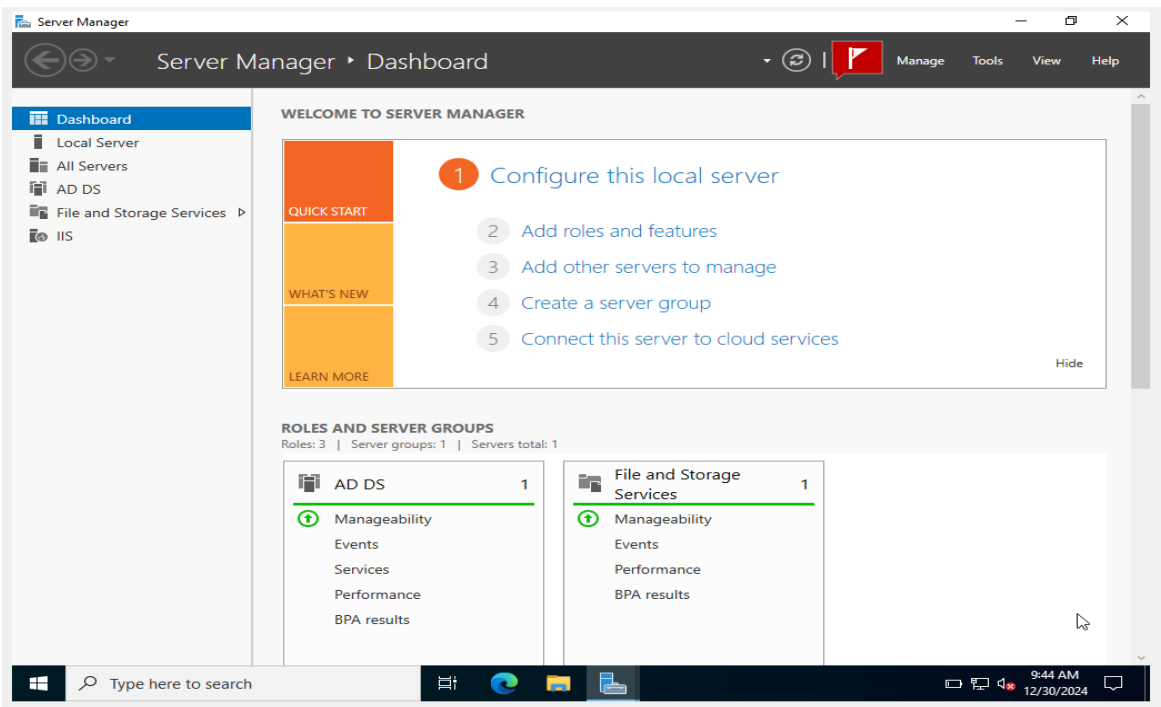 Server Manager
Server Manager ‣ Dashboard
Manage Tools View Help
Dashboard
Local Server
All Servers
AD DS
File and Storage Services
IIS
WELCOME TO SERVER MANAGER
QUICK START
WHAT'S NEW
LEARN MORE
1 Configure this local server
2 Add roles and features
3 Add other servers to manage
4 Create a server group
5 Connect this server to cloud services
Hide
ROLES AND SERVER GROUPS
Roles: 3 | Server groups: 1 | Servers total: 1
AD DS 1
Manageability
Events
Services
Performance
BPA results
File and Storage
Services
1
Manageability
Events
Performance
BPA results
Type here to search
9:44 AM
12/30/2024